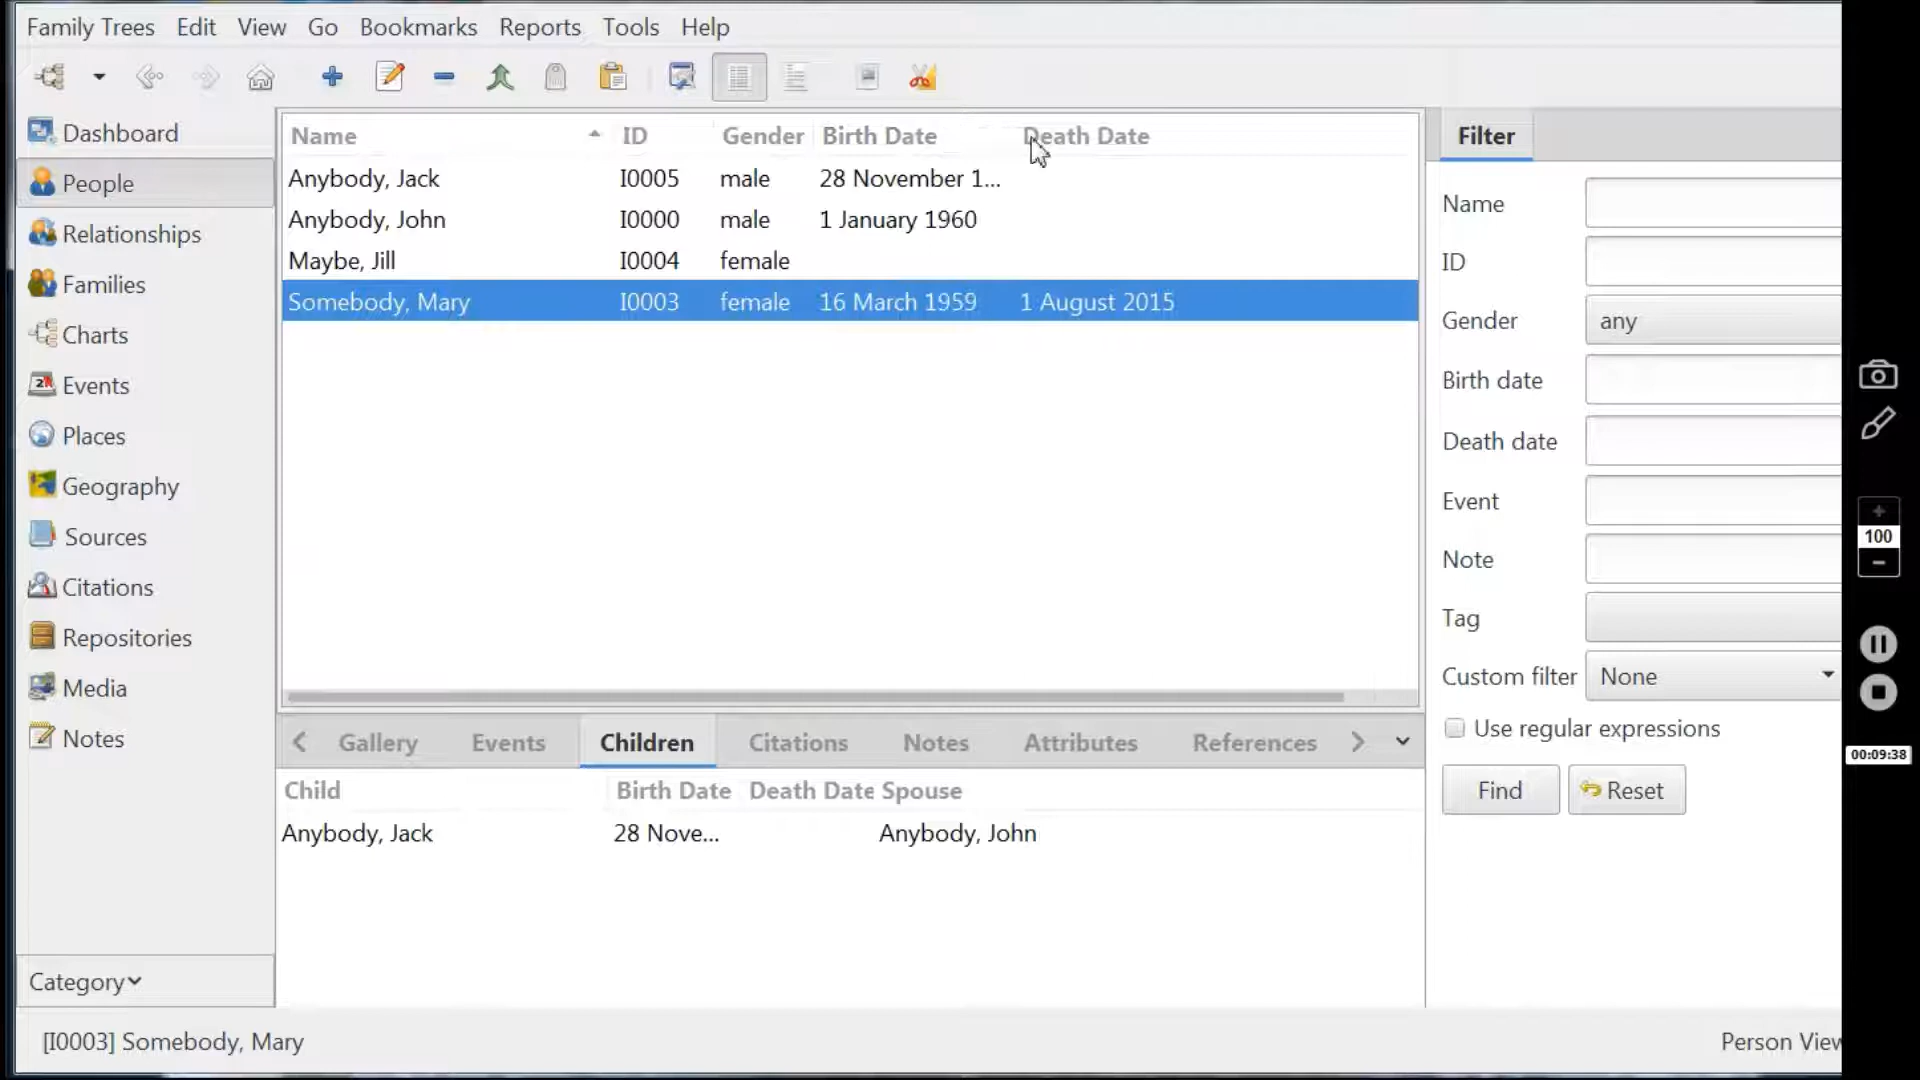 Family Trees Edit View Go Bookmarks Reports Tools Help
Dashboard
People
Relationships
Families
Charts
Events
Places
Geography
Sources
Citations
Repositories
Media
Notes
Category
Name ID Gender Birth Date Death Date
Anybody, Jack I0005 male 28 November 1...
Anybody, John I0000 male 1 January 1960
Maybe, Jill I0004 female
Somebody, Mary I0003 female 16 March 1959 1 August 2015
Gallery Events Children Citations Notes Attributes References
Child Birth Date Death Date Spouse
Anybody, Jack 28 Nove... Anybody, John
Filter
Name
ID
Gender any
Birth date
Death date
Event
Note
Tag
Custom filter None
Use regular expressions
Find Reset
100
00:09:38
[I0003] Somebody, Mary
Person View